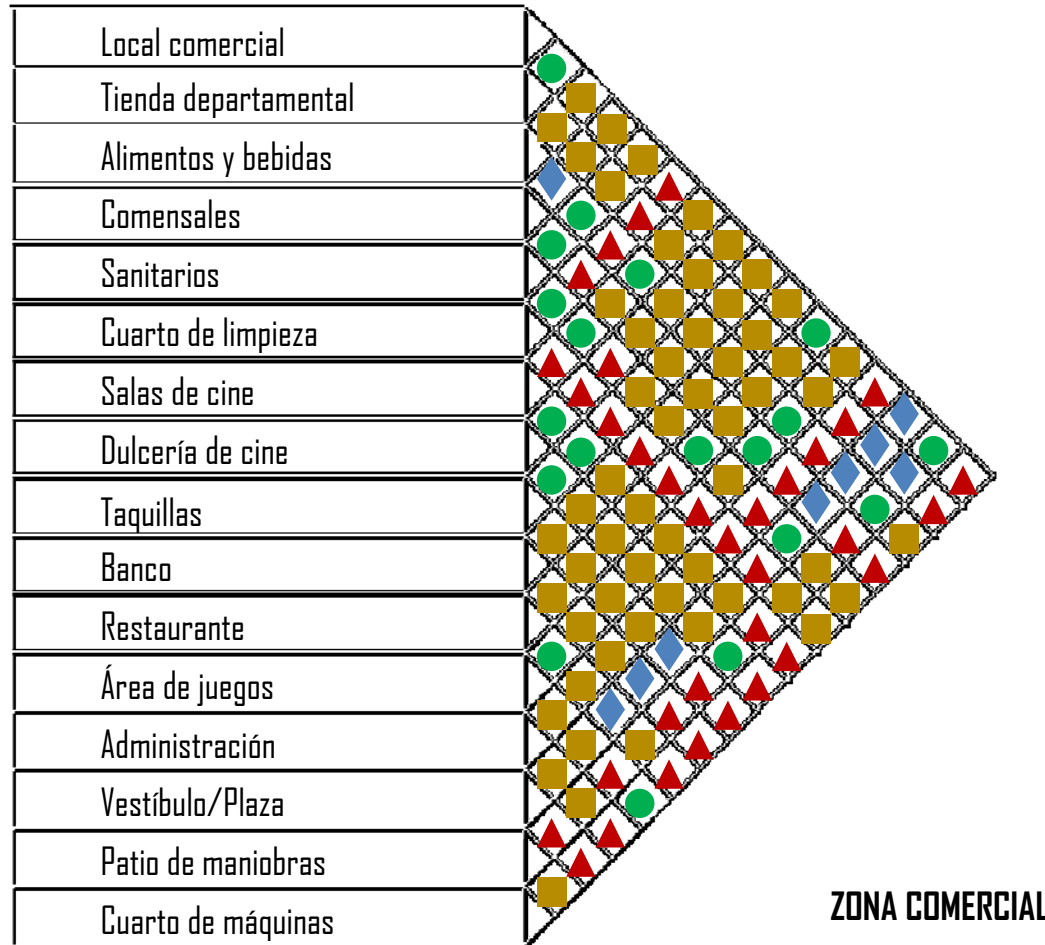 Local comercial
Tienda departamental
Alimentos y bebidas
Comensales
Sanitarios
Cuarto de limpieza
Salas de cine
Dulcería de cine
Taquillas
Banco
Restaurante
Área de juegos
Administración
Vestíbulo/Plaza
Patio de maniobras
Cuarto de máquinas
ZONA COMERCIAL